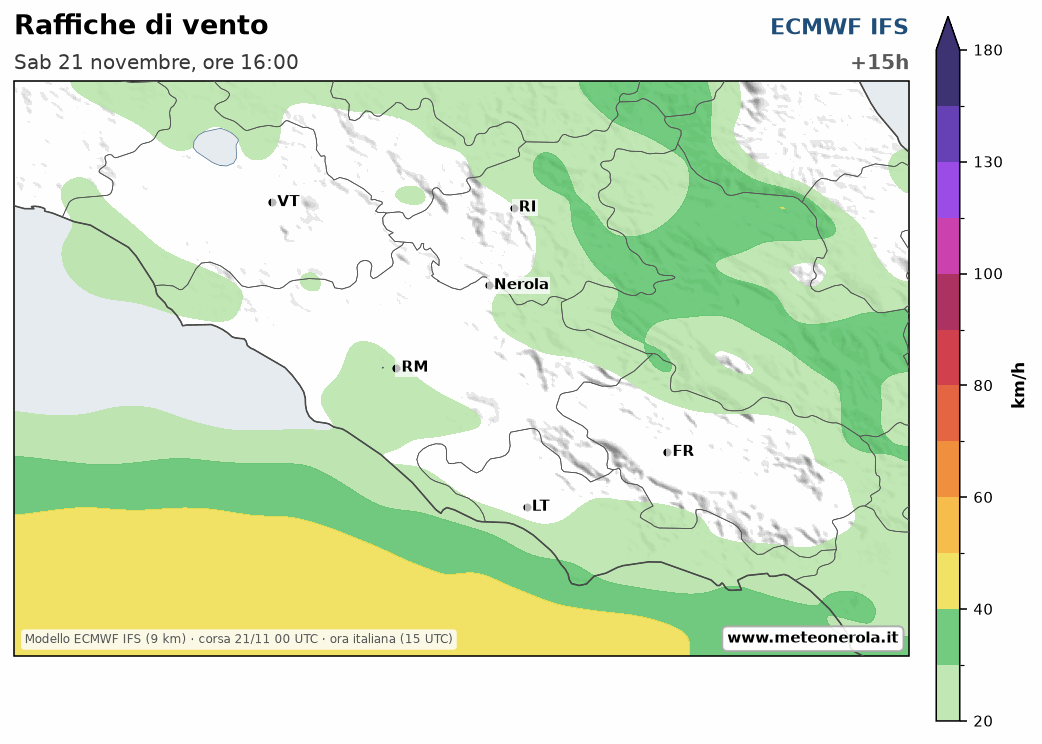 Raffiche di vento
ECMWF IFS
Sab 21 novembre, ore 16:00
+15h
VT
RI
Nerola
RM
FR
LT
Modello ECMWF IFS (9 km) · corsa 21/11 00 UTC · ora italiana (15 UTC)
www.meteonerola.it
180
130
100
80
60
40
20
km/h